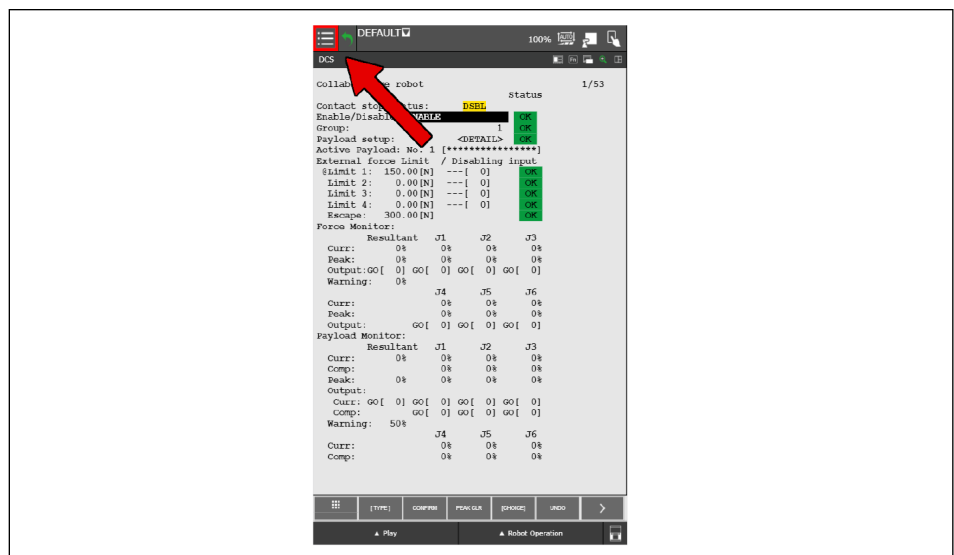 DEFAULT
100% AUTO
DCS
Fn
Collab e robot 1/53
Status
Contact stop tus: DSBL
Enable/Disabl NABLE OK
Group: 1 OK
Payload setup: <DETAIL> OK
Active Payload: No. 1 [****************]
External force Limit / Disabling input
@Limit 1: 150.00[N] ---[ 0] OK
Limit 2: 0.00[N] ---[ 0] OK
Limit 3: 0.00[N] ---[ 0] OK
Limit 4: 0.00[N] ---[ 0] OK
Escape: 300.00[N] OK
Force Monitor:
Resultant J1 J2 J3
Curr: 0% 0% 0% 0%
Peak: 0% 0% 0% 0%
Output:GO[ 0] GO[ 0] GO[ 0] GO[ 0]
Warning: 0%
J4 J5 J6
Curr: 0% 0% 0%
Peak: 0% 0% 0%
Output: GO[ 0] GO[ 0] GO[ 0]
Payload Monitor:
Resultant J1 J2 J3
Curr: 0% 0% 0% 0%
Comp: 0% 0% 0%
Peak: 0% 0% 0% 0%
Output:
Curr: GO[ 0] GO[ 0] GO[ 0] GO[ 0]
Comp: GO[ 0] GO[ 0] GO[ 0]
Warning: 50%
J4 J5 J6
Curr: 0% 0% 0%
Comp: 0% 0% 0%
[TYPE] CONFIRM PEAK CLR [CHOICE] UNDO >
▲ Play ▲ Robot Operation